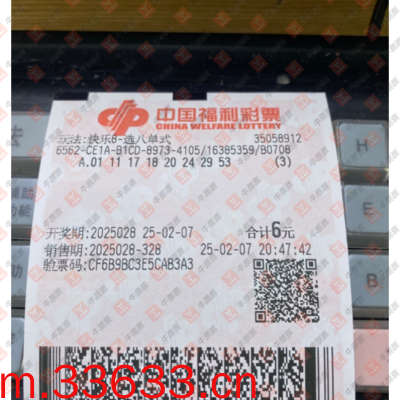 中国福利彩票
CHINA WELFARE LOTTERY
玩法:快乐8-选八单式 35058912
6562-CE1A-B1CD-8973-4105/16385359/B0708
A.01 11 17 18 20 24 29 53 (3)
开奖期:2025028 25-02-07 合计6元
销售期:2025028-328 25-02-07 20:47:42
验票码:CF6B9BC3E5CAB3A3
m.33633.cn